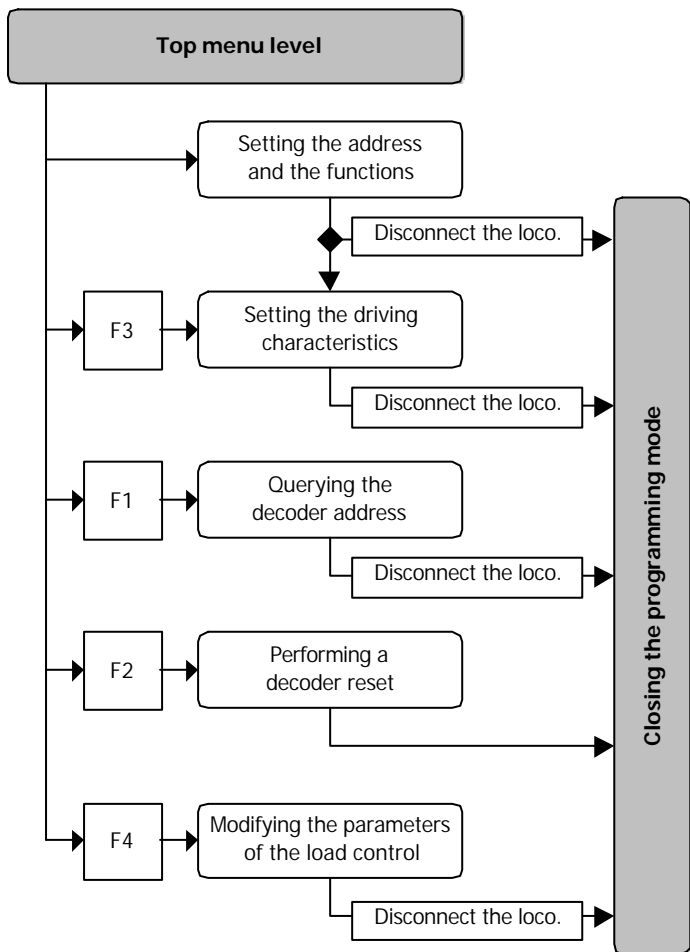 Top menu level
Setting the address
and the functions
Disconnect the loco.
F3
Setting the driving
characteristics
Disconnect the loco.
F1
Querying the
decoder address
Disconnect the loco.
F2
Performing a
decoder reset
F4
Modifying the parameters
of the load control
Disconnect the loco.
Closing the programming mode